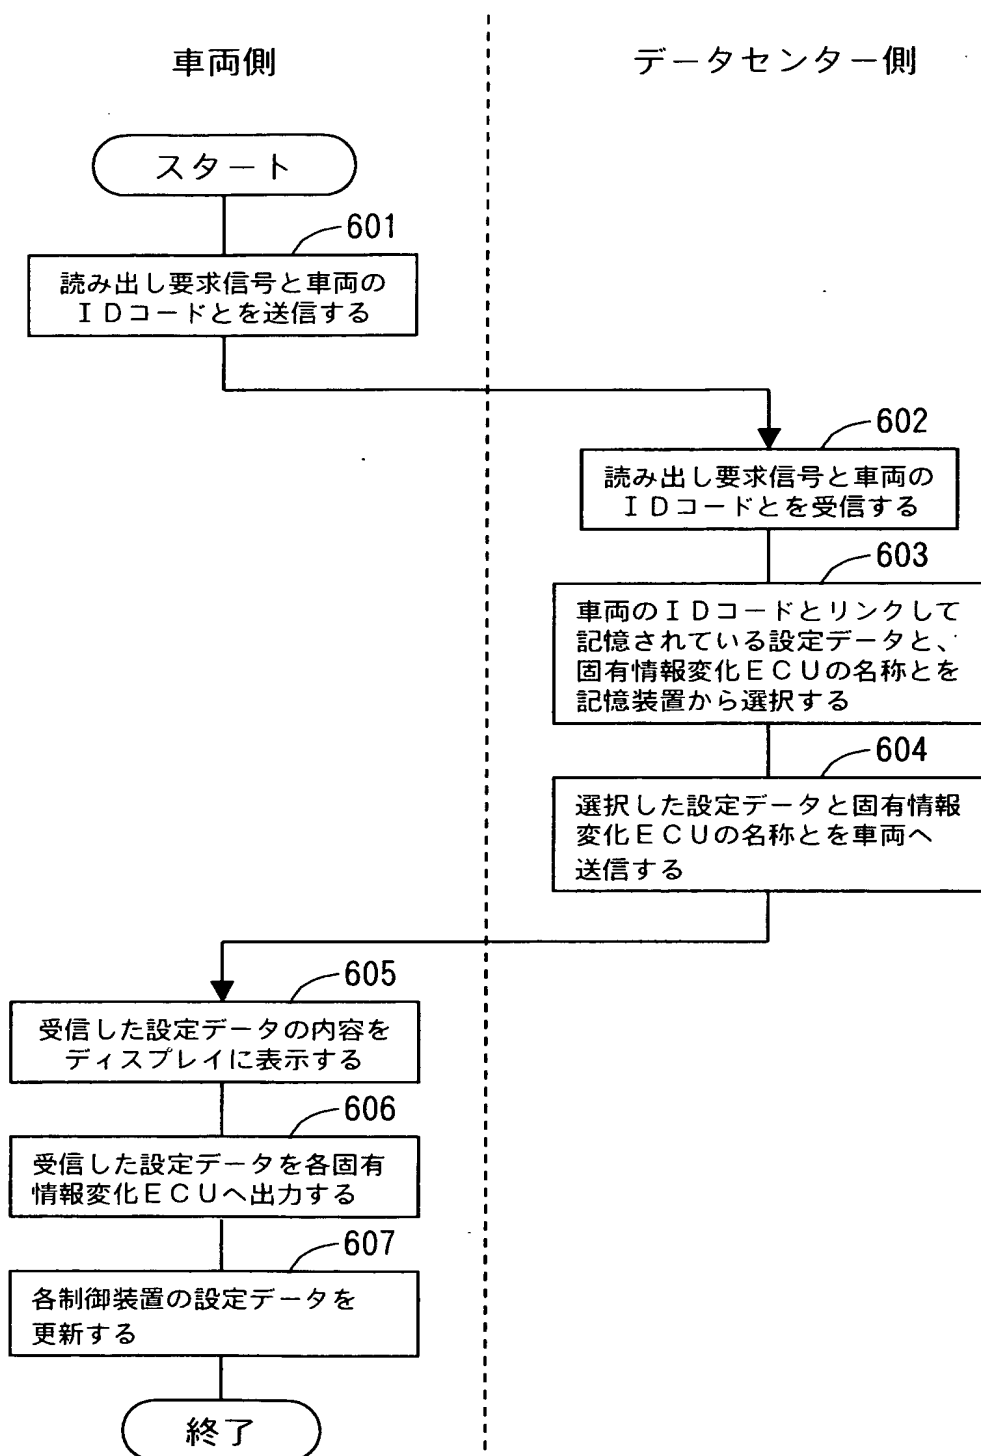 車両側
データセンター側
スタート
601
読み出し要求信号と車両の
ＩＤコードとを送信する
602
読み出し要求信号と車両の
ＩＤコードとを受信する
603
車両のＩＤコードとリンクして
記憶されている設定データと、
固有情報変化ＥＣＵの名称とを
記憶装置から選択する
604
選択した設定データと固有情報
変化ＥＣＵの名称とを車両へ
送信する
605
受信した設定データの内容を
ディスプレイに表示する
606
受信した設定データを各固有
情報変化ＥＣＵへ出力する
607
各制御装置の設定データを
更新する
終了